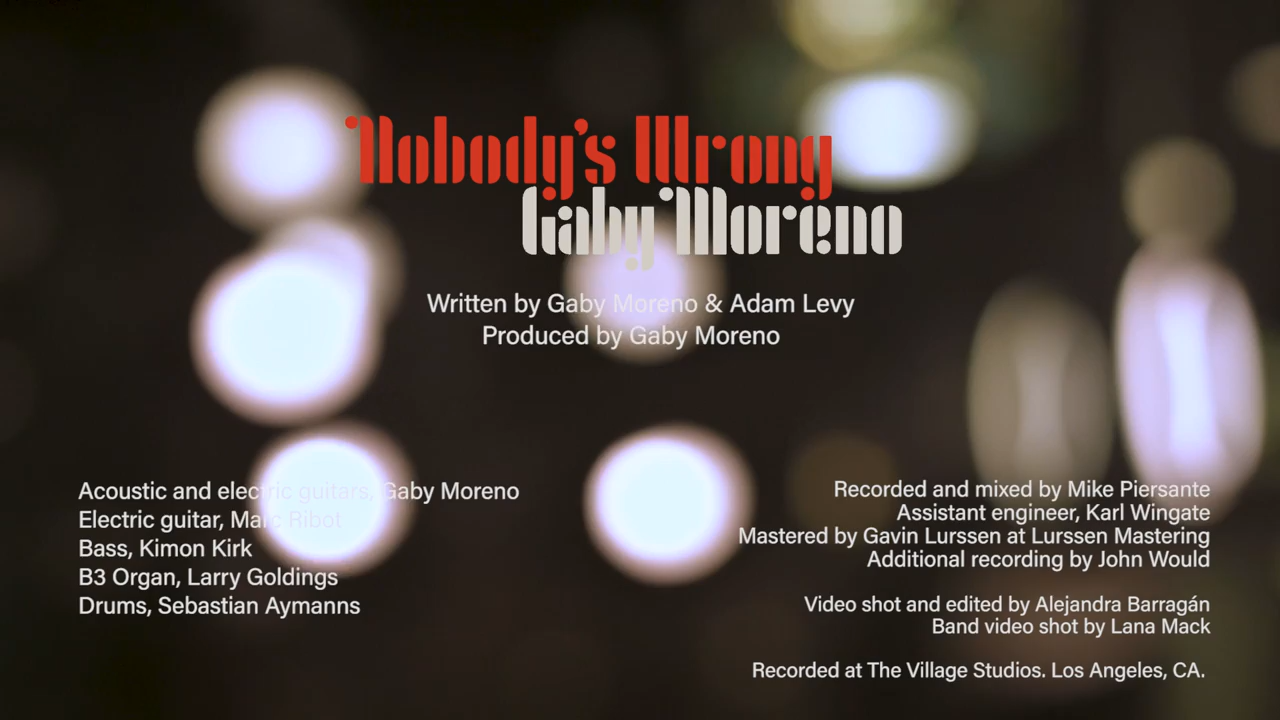 Nobody's Wrong
Gaby Moreno
Written by Gaby Moreno & Adam Levy
Produced by Gaby Moreno
Acoustic and electric guitars, Gaby Moreno
Electric guitar, Marc Ribot
Bass, Kimon Kirk
B3 Organ, Larry Goldings
Drums, Sebastian Aymanns
Recorded and mixed by Mike Piersante
Assistant engineer, Karl Wingate
Mastered by Gavin Lurssen at Lurssen Mastering
Additional recording by John Would
Video shot and edited by Alejandra Barragán
Band video shot by Lana Mack
Recorded at The Village Studios. Los Angeles, CA.